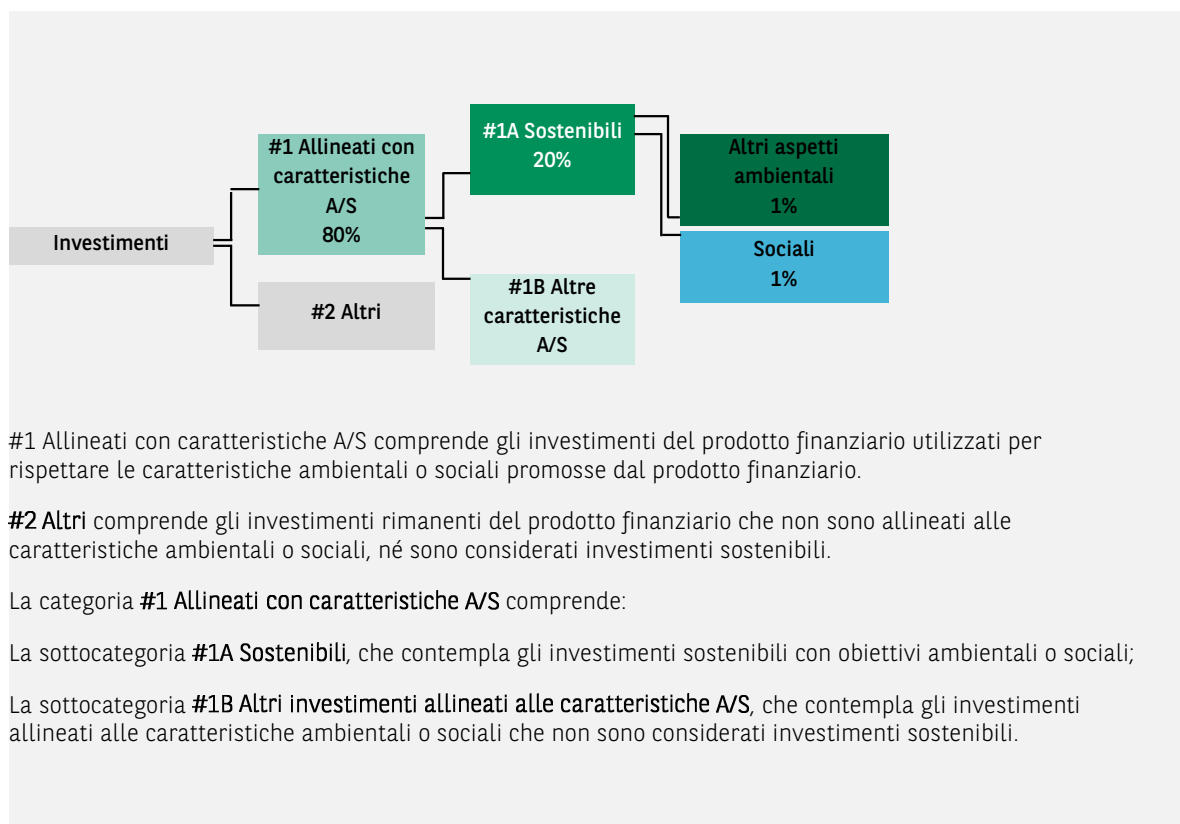 Investimenti
#1 Allineati con
caratteristiche
A/S
80%
#2 Altri
#1A Sostenibili
20%
#1B Altre
caratteristiche
A/S
Altri aspetti
ambientali
1%
Sociali
1%
#1 Allineati con caratteristiche A/S comprende gli investimenti del prodotto finanziario utilizzati per
rispettare le caratteristiche ambientali o sociali promosse dal prodotto finanziario.
#2 Altri comprende gli investimenti rimanenti del prodotto finanziario che non sono allineati alle
caratteristiche ambientali o sociali, né sono considerati investimenti sostenibili.
La categoria #1 Allineati con caratteristiche A/S comprende:
La sottocategoria #1A Sostenibili, che contempla gli investimenti sostenibili con obiettivi ambientali o sociali;
La sottocategoria #1B Altri investimenti allineati alle caratteristiche A/S, che contempla gli investimenti
allineati alle caratteristiche ambientali o sociali che non sono considerati investimenti sostenibili.